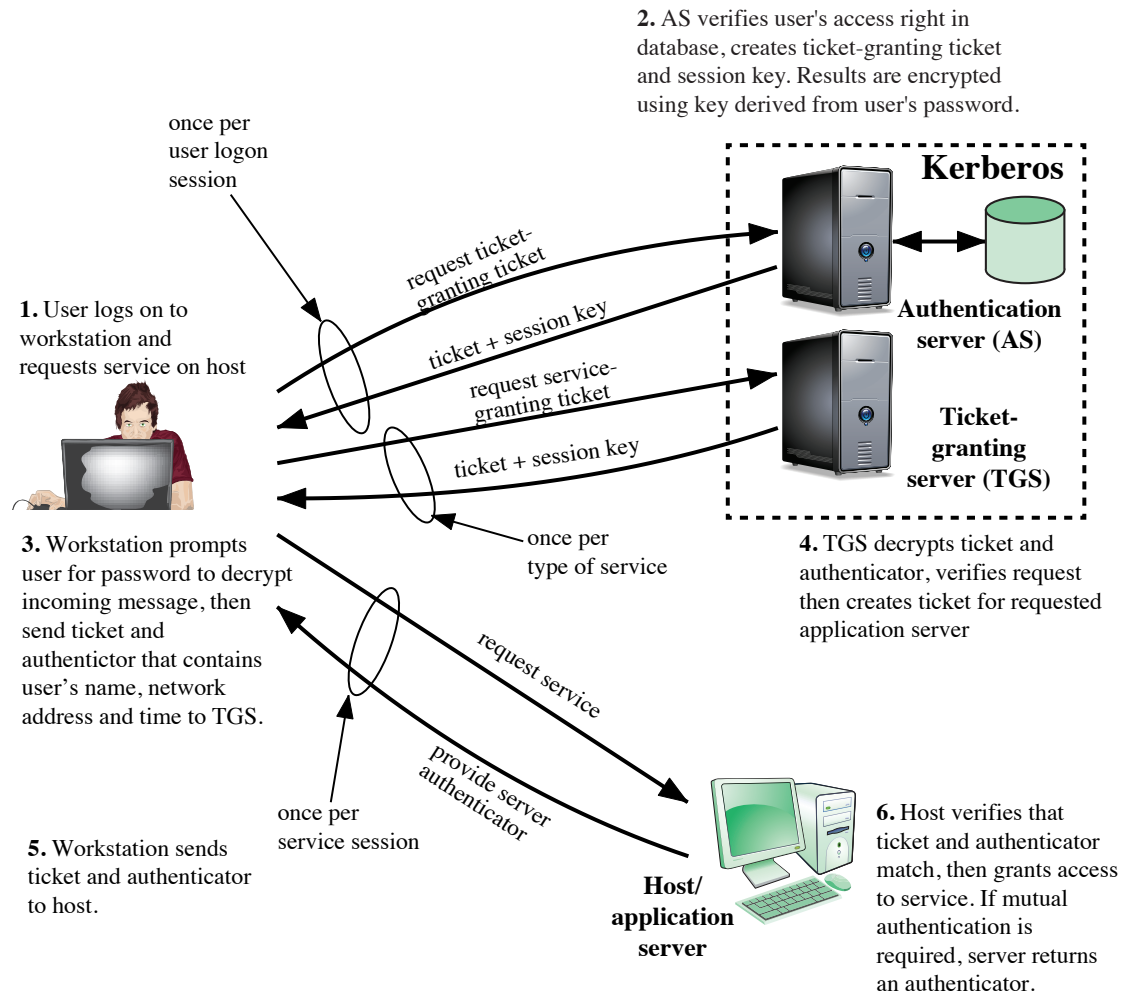 2. AS verifies user's access right in
database, creates ticket-granting ticket
and session key. Results are encrypted
using key derived from user's password.
once per
user logon
session
Kerberos
request ticket-
granting ticket
1. User logs on to
workstation and
requests service on host
ticket + session key
Authentication
server (AS)
request service-
granting ticket
ticket + session key
Ticket-
granting
server (TGS)
once per
type of service
3. Workstation prompts
user for password to decrypt
incoming message, then
send ticket and
authentictor that contains
user's name, network
address and time to TGS.
4. TGS decrypts ticket and
authenticator, verifies request
then creates ticket for requested
application server
request service
provide server
authenticator
once per
service session
5. Workstation sends
ticket and authenticator
to host.
Host/
application
server
6. Host verifies that
ticket and authenticator
match, then grants access
to service. If mutual
authentication is
required, server returns
an authenticator.